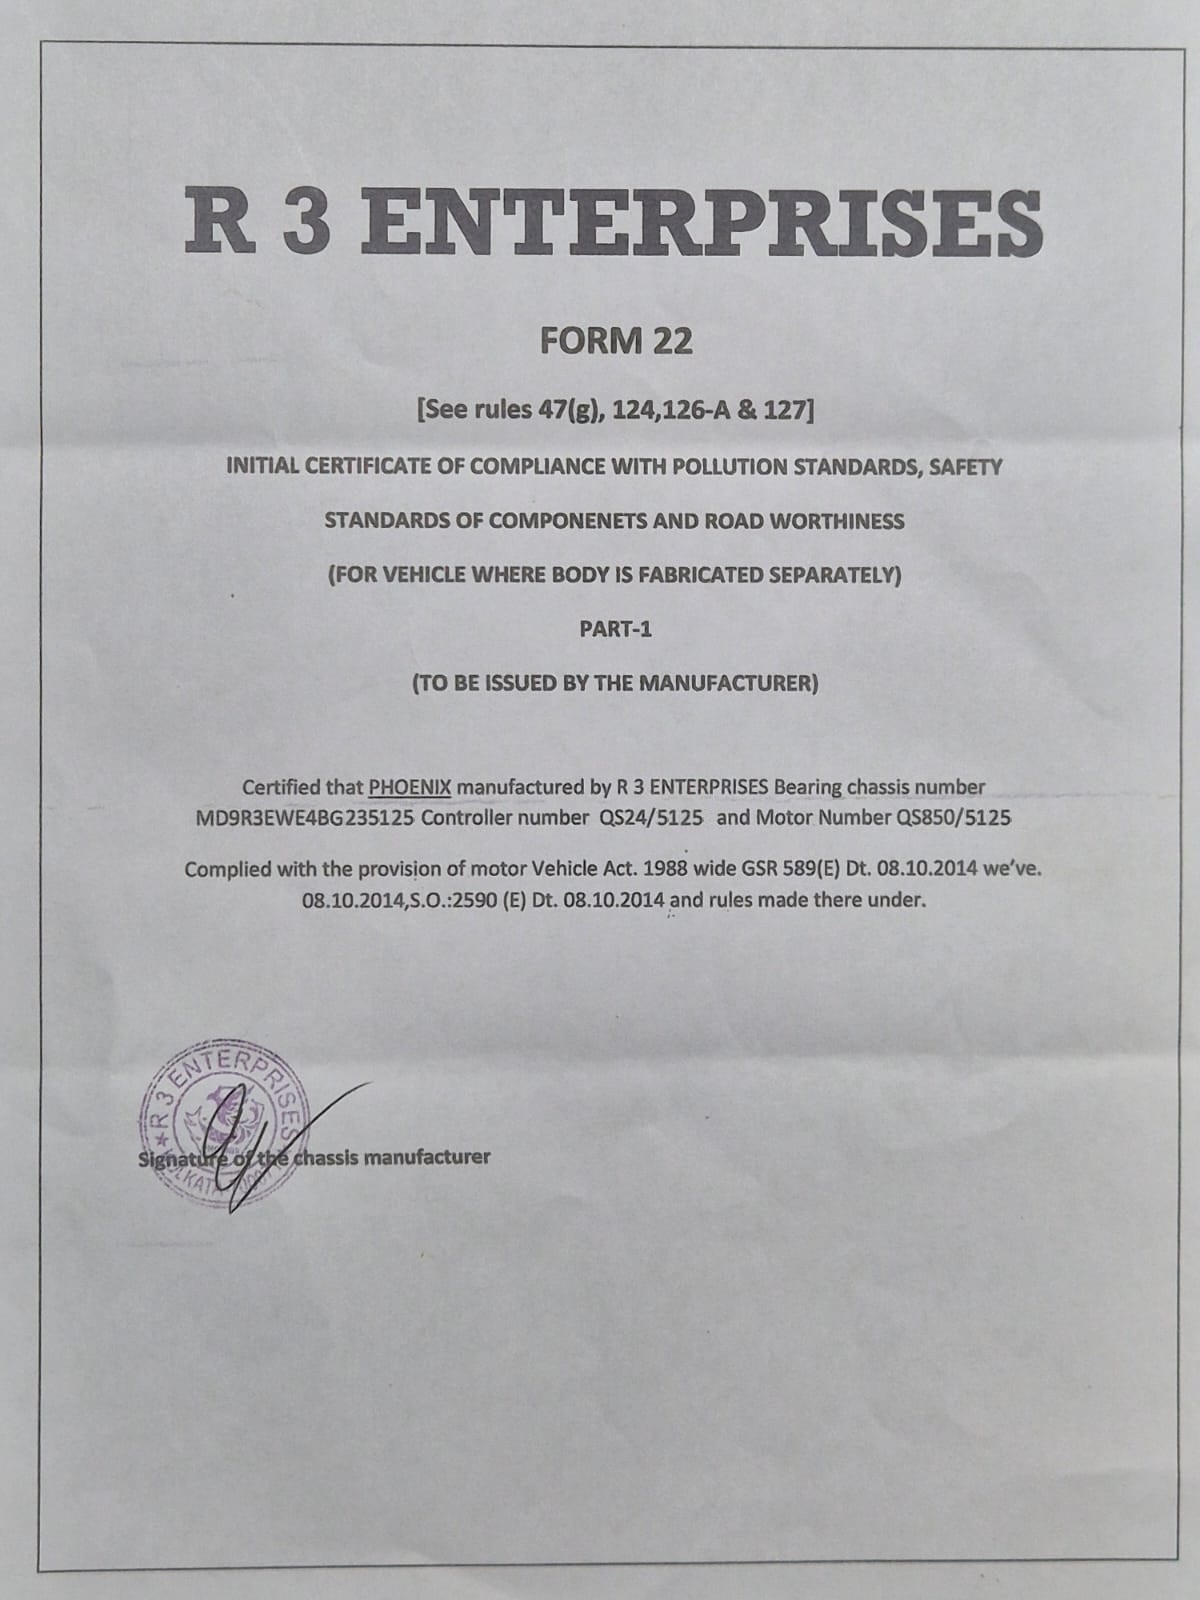 R 3 ENTERPRISES
FORM 22
[See rules 47(g), 124,126-A & 127]
INITIAL CERTIFICATE OF COMPLIANCE WITH POLLUTION STANDARDS, SAFETY
STANDARDS OF COMPONENETS AND ROAD WORTHINESS
(FOR VEHICLE WHERE BODY IS FABRICATED SEPARATELY)
PART-1
(TO BE ISSUED BY THE MANUFACTURER)
Certified that PHOENIX manufactured by R 3 ENTERPRISES Bearing chassis number
MD9R3EWE4BG235125 Controller number QS24/5125 and Motor Number QS850/5125
Complied with the provision of motor Vehicle Act. 1988 wide GSR 589(E) Dt. 08.10.2014 we've.
08.10.2014,S.O.:2590 (E) Dt. 08.10.2014 and rules made there under.
R 3 ENTERPRISES
Signature of the chassis manufacturer
KOLKATA